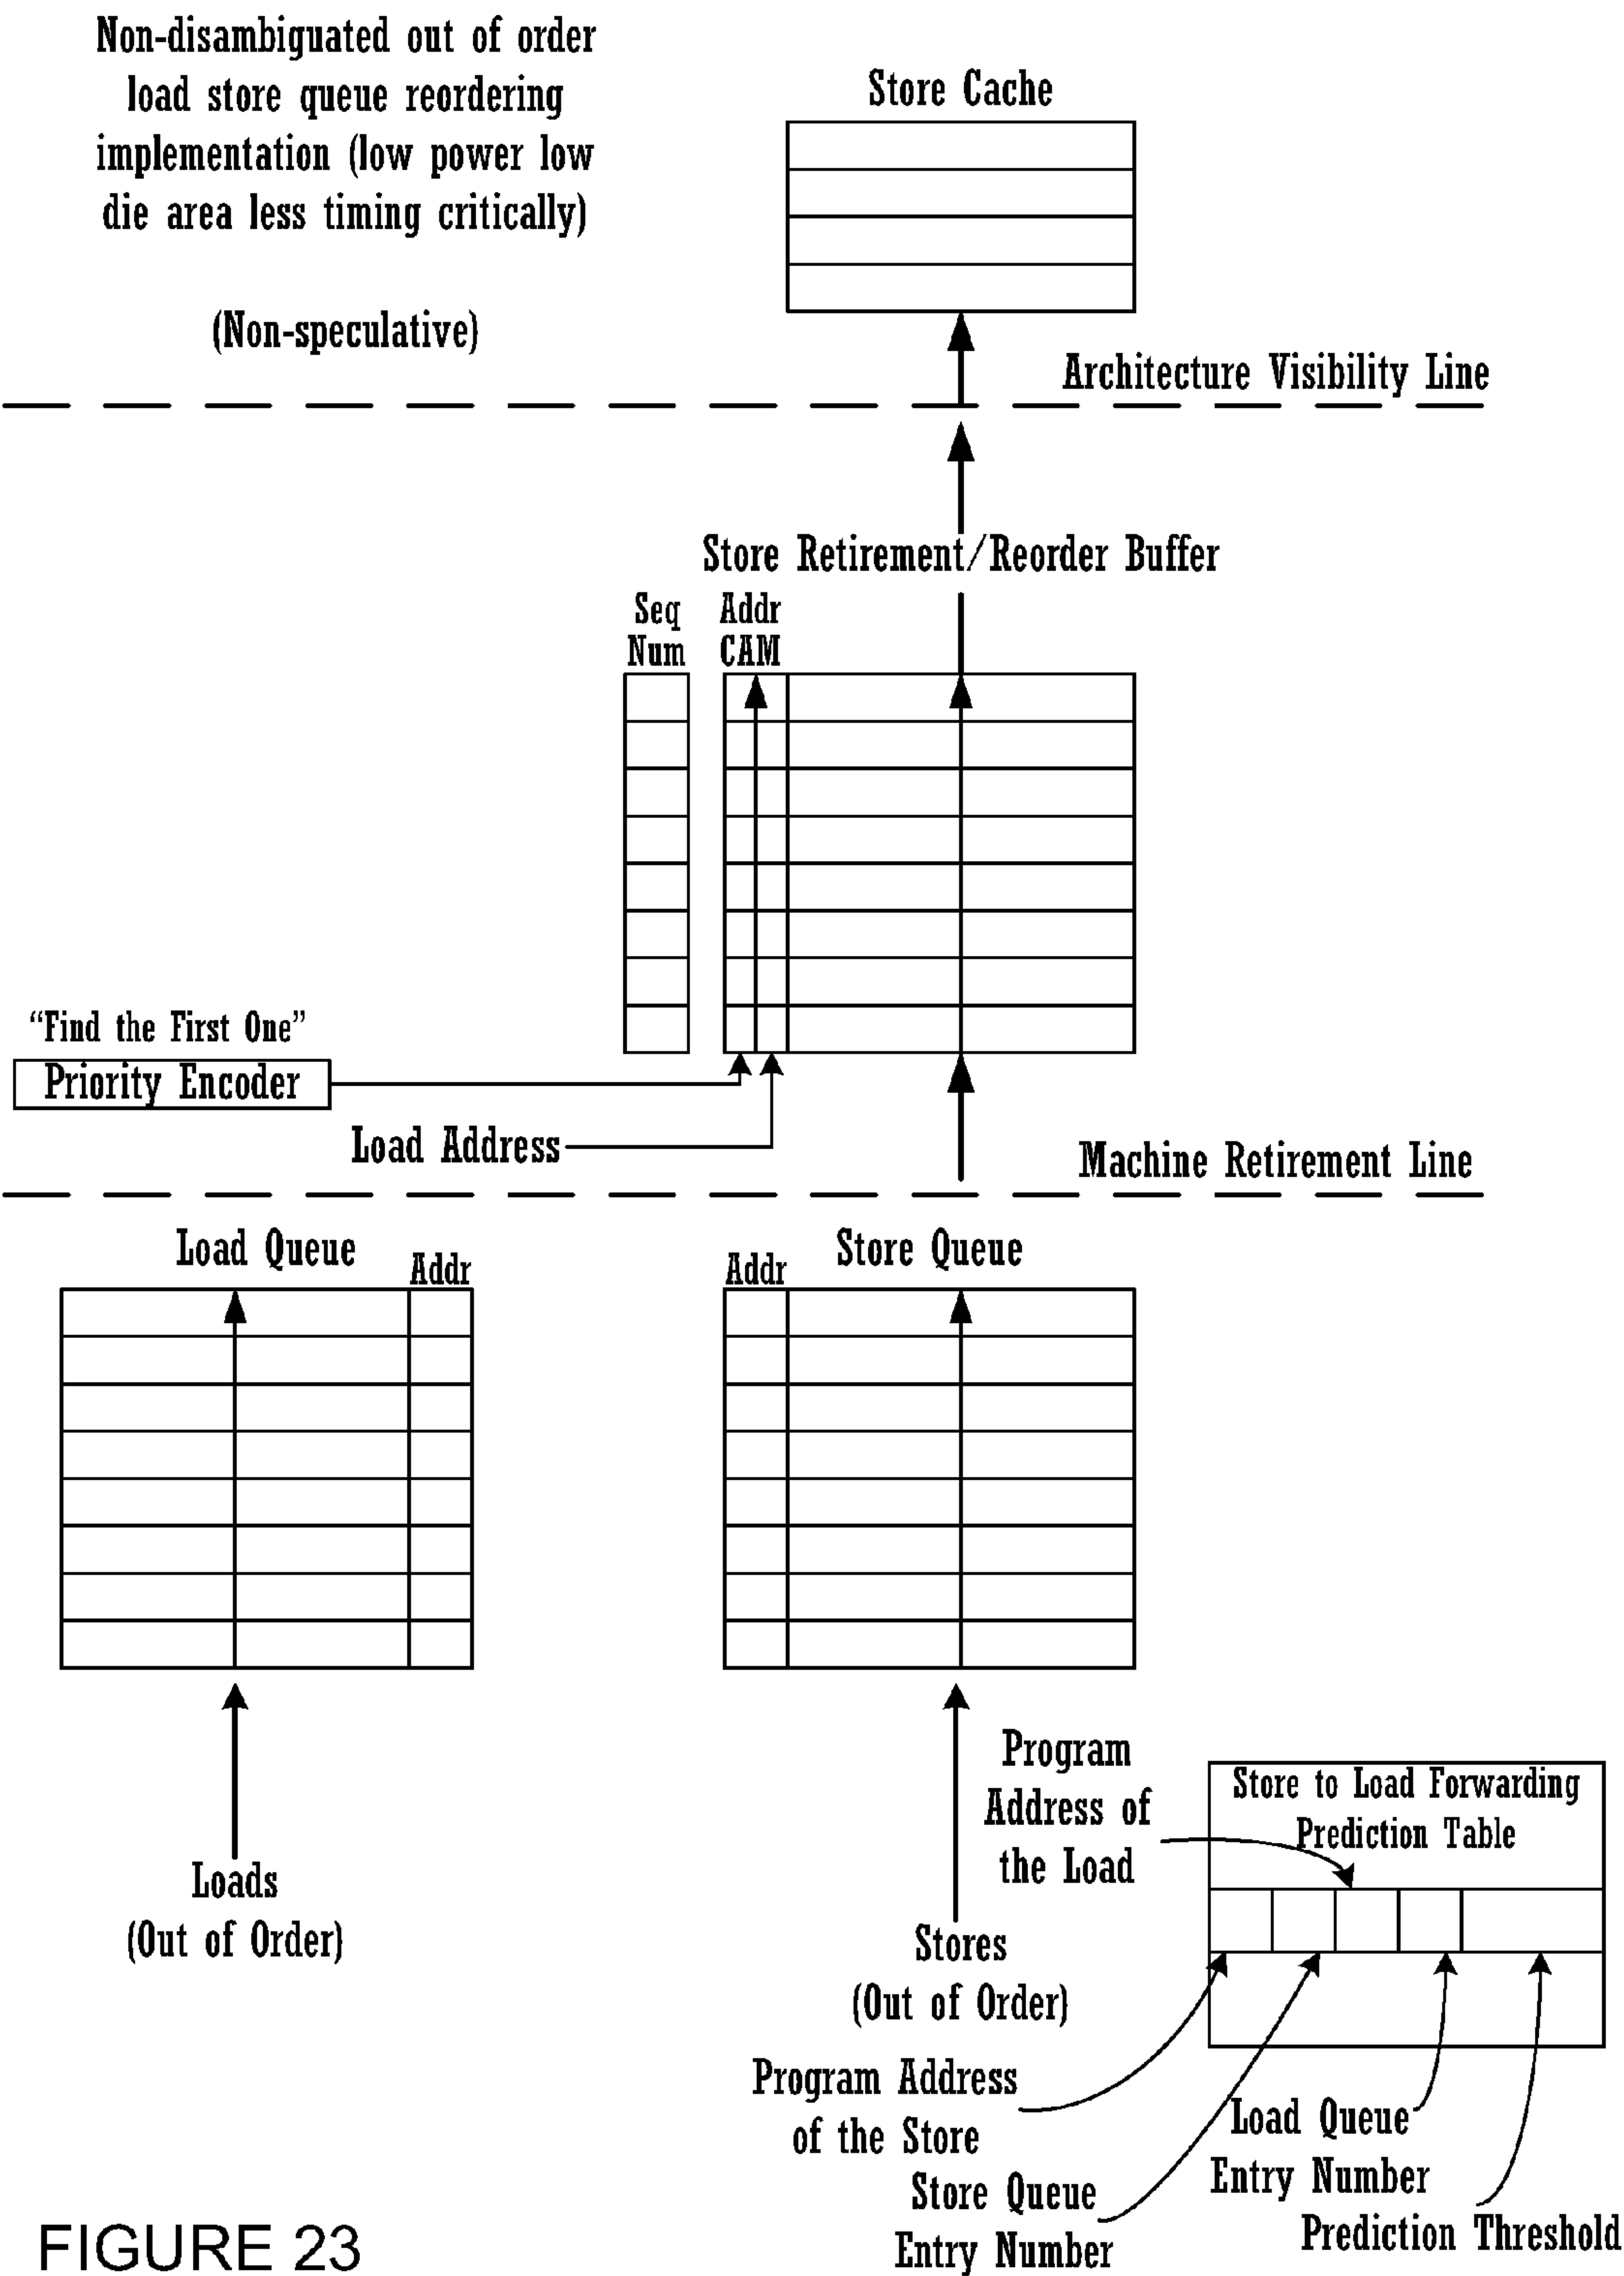 Non-disambiguated out of order
load store queue reordering
implementation (low power low
die area less timing critically)
(Non-speculative)
Store Cache
Architecture Visibility Line
Store Retirement/Reorder Buffer
Seq
Num
Addr
CAM
“Find the First One”
Priority Encoder
Load Address
Machine Retirement Line
Load Queue
Addr
Addr
Store Queue
Loads
(Out of Order)
Stores
(Out of Order)
Program
Address of
the Load
Store to Load Forwarding
Prediction Table
Program Address
of the Store
Store Queue
Entry Number
Load Queue
Entry Number
Prediction Threshold
FIGURE 23